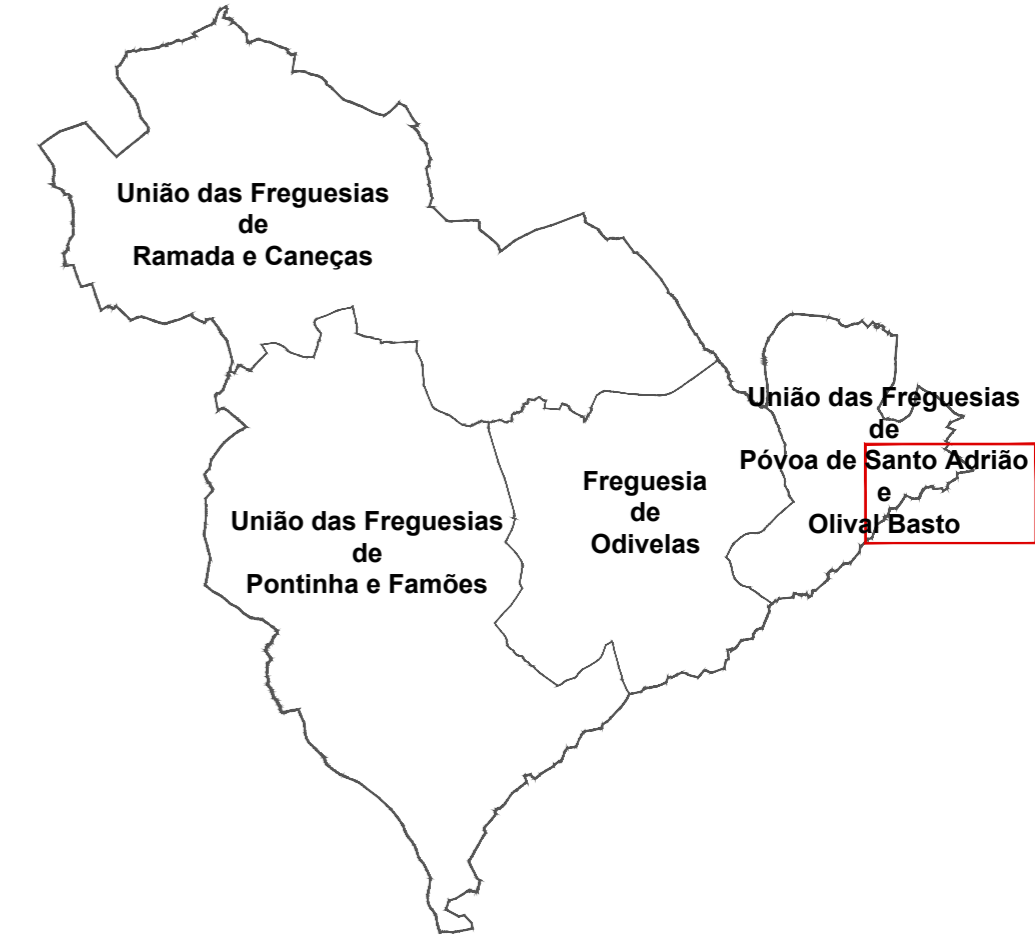 União das Freguesias
de
Ramada e Caneças
União das Freguesias
de
Póvoa de Santo Adrião
e
Olival Basto
Freguesia
de
Odivelas
União das Freguesias
de
Pontinha e Famões